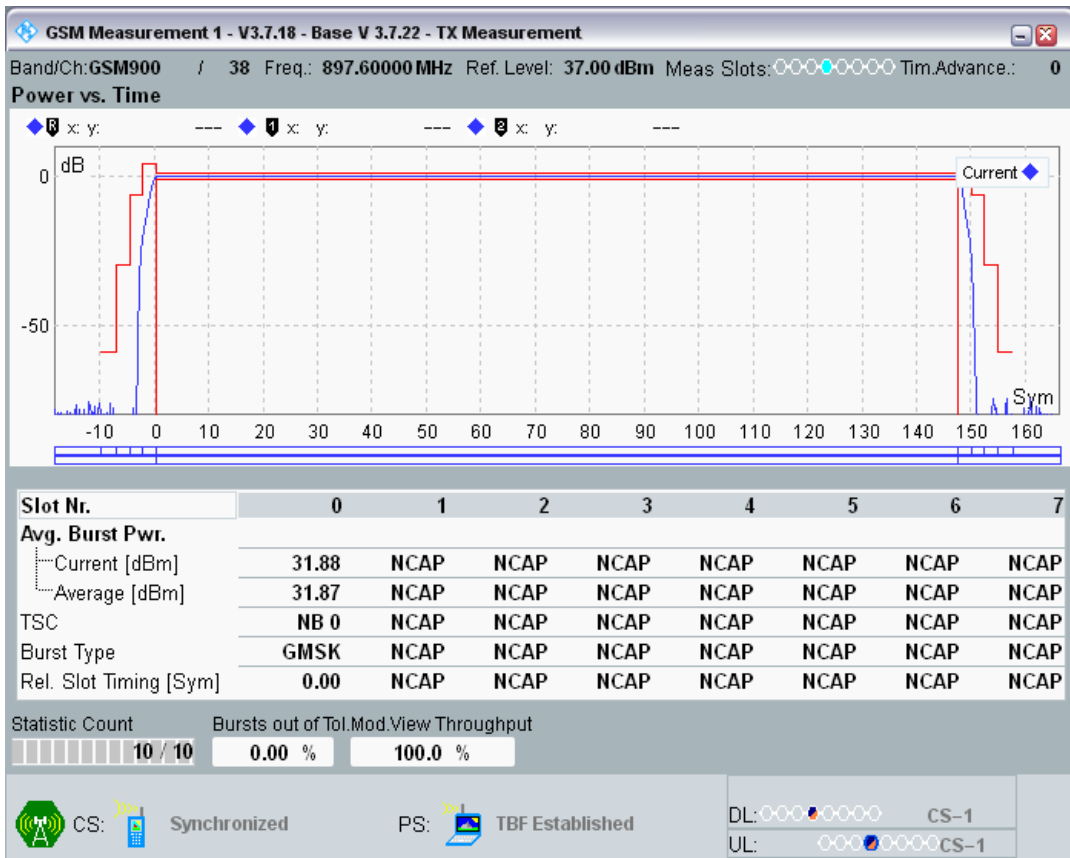 GSM Measurement 1 - V3.7.18 - Base V 3.7.22 - TX Measurement
Band/Ch:GSM900 / 38 Freq.: 897.60000 MHz Ref. Level: 37.00 dBm Meas Slots: Tim.Advance.: 0
Power vs. Time
R x: y: --- 1 x: y: --- 2 x: y: ---
dB
0
Current
-50
Sym
-10 0 10 20 30 40 50 60 70 80 90 100 110 120 130 140 150 160
Slot Nr. 0 1 2 3 4 5 6 7
Avg. Burst Pwr.
Current [dBm] 31.88 NCAP NCAP NCAP NCAP NCAP NCAP NCAP
Average [dBm] 31.87 NCAP NCAP NCAP NCAP NCAP NCAP NCAP
TSC NB 0 NCAP NCAP NCAP NCAP NCAP NCAP NCAP
Burst Type GMSK NCAP NCAP NCAP NCAP NCAP NCAP NCAP
Rel. Slot Timing [Sym] 0.00 NCAP NCAP NCAP NCAP NCAP NCAP NCAP
Statistic Count Bursts out of Tol.Mod.View Throughput
10 / 10 0.00 % 100.0 %
CS: Synchronized PS: TBF Established
DL: CS-1
UL: CS-1